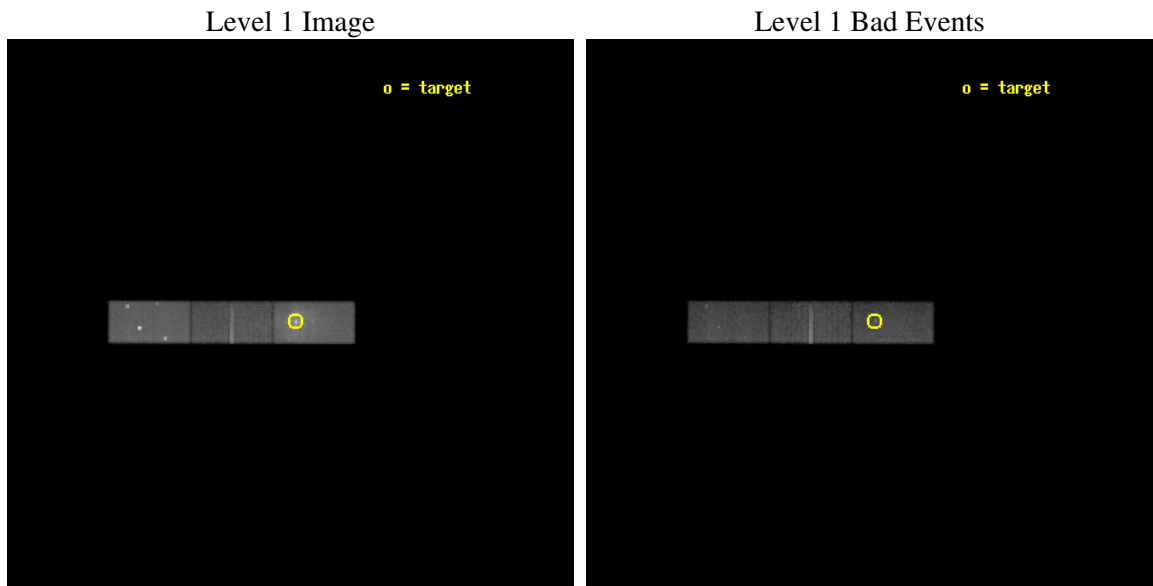 Level 1 Image
Level 1 Bad Events
o = target
o = target